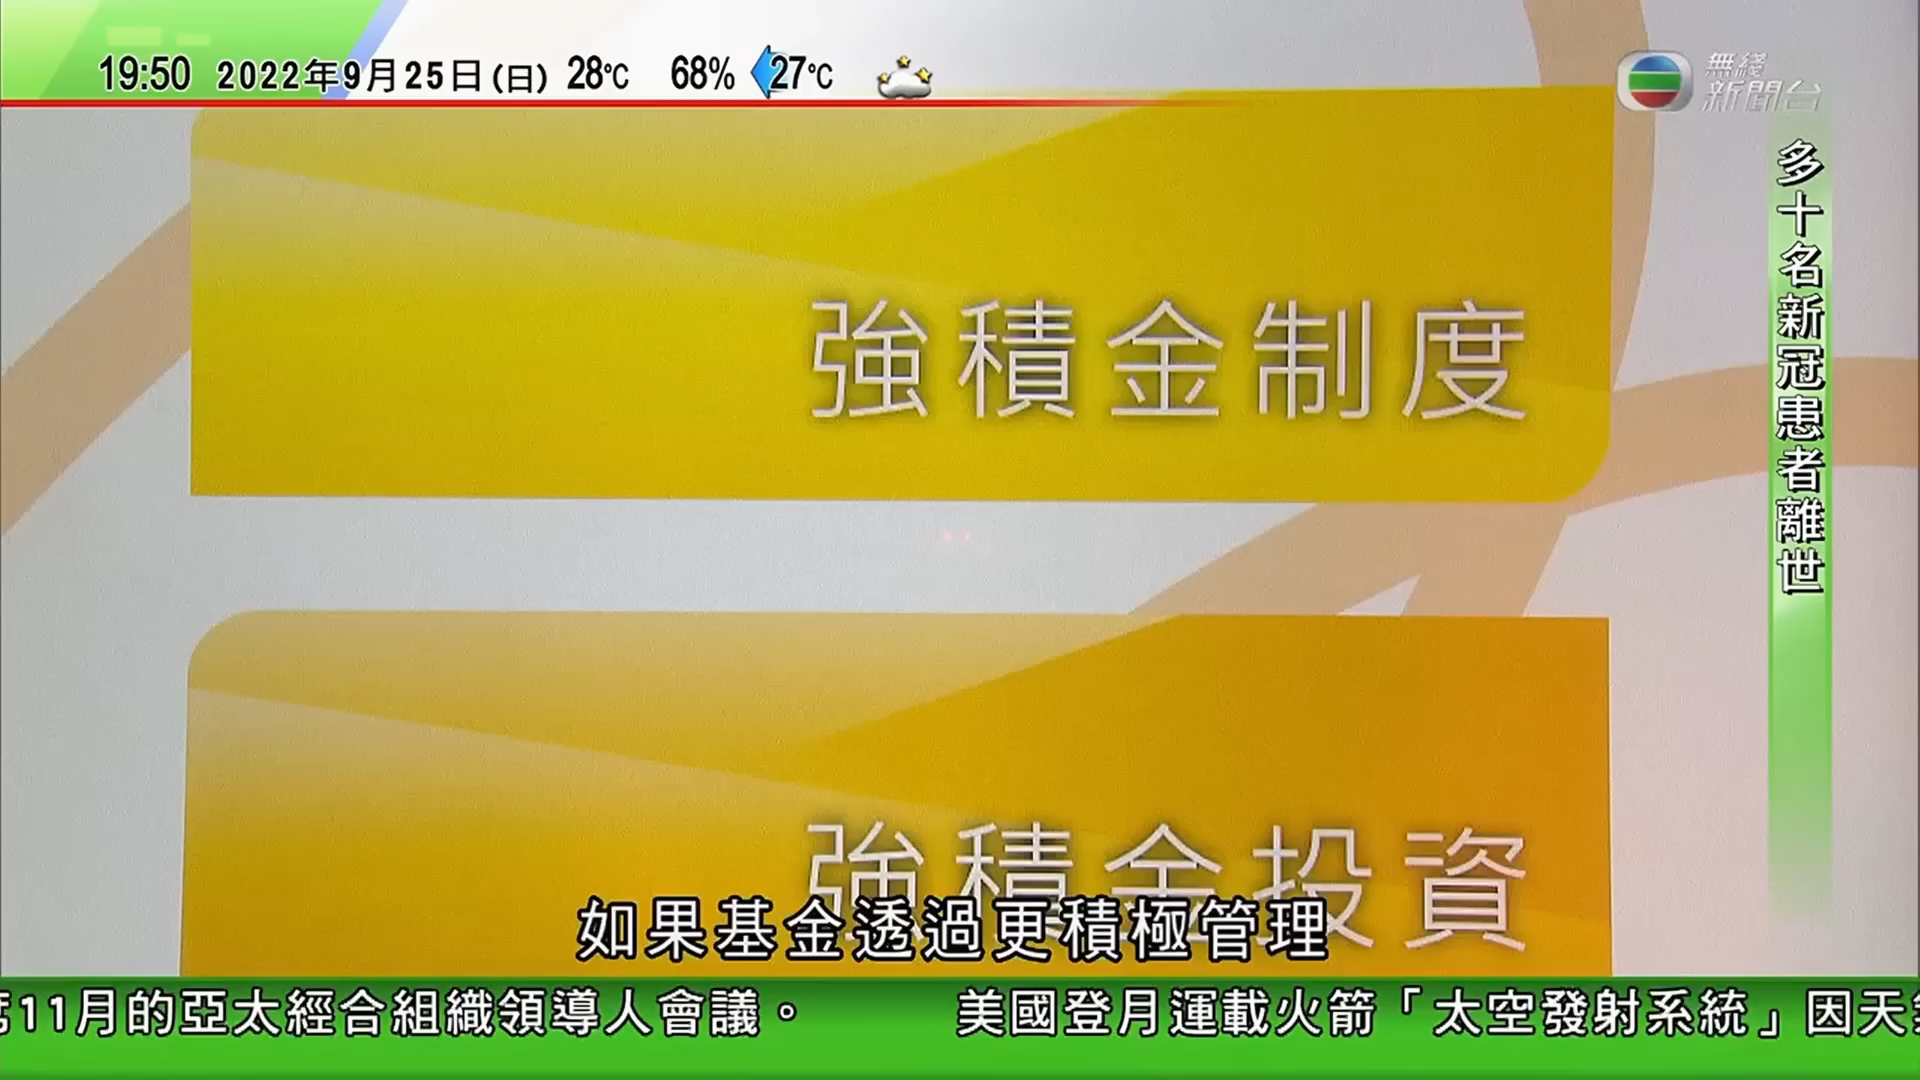 19:50 2022年9月25日(日) 28℃ 68% 27℃
無綫
新聞台
多十名新冠患者離世
強積金制度
強積金投資
如果基金透過更積極管理
11月的亞太經合組織領導人會議。 美國登月運載火箭「太空發射系統」因天